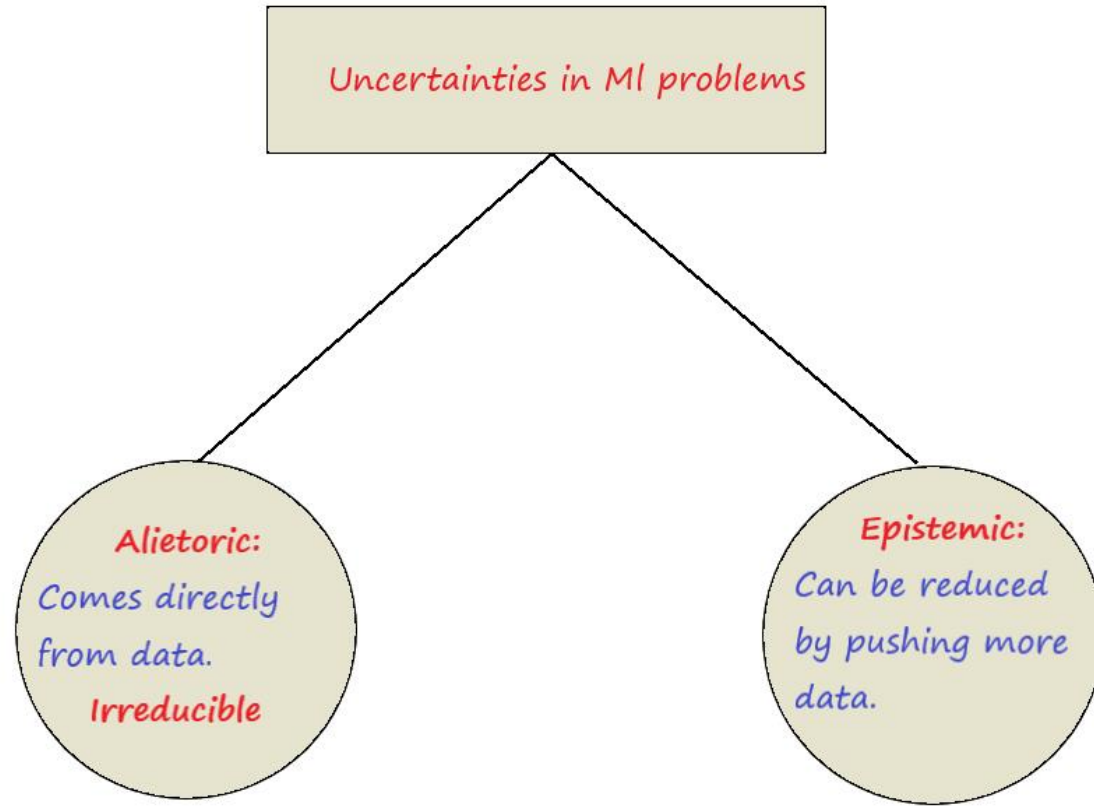 Uncertainties in Ml problems
Alietoric:
Comes directly
from data.
Irreducible
Epistemic:
Can be reduced
by pushing more
data.